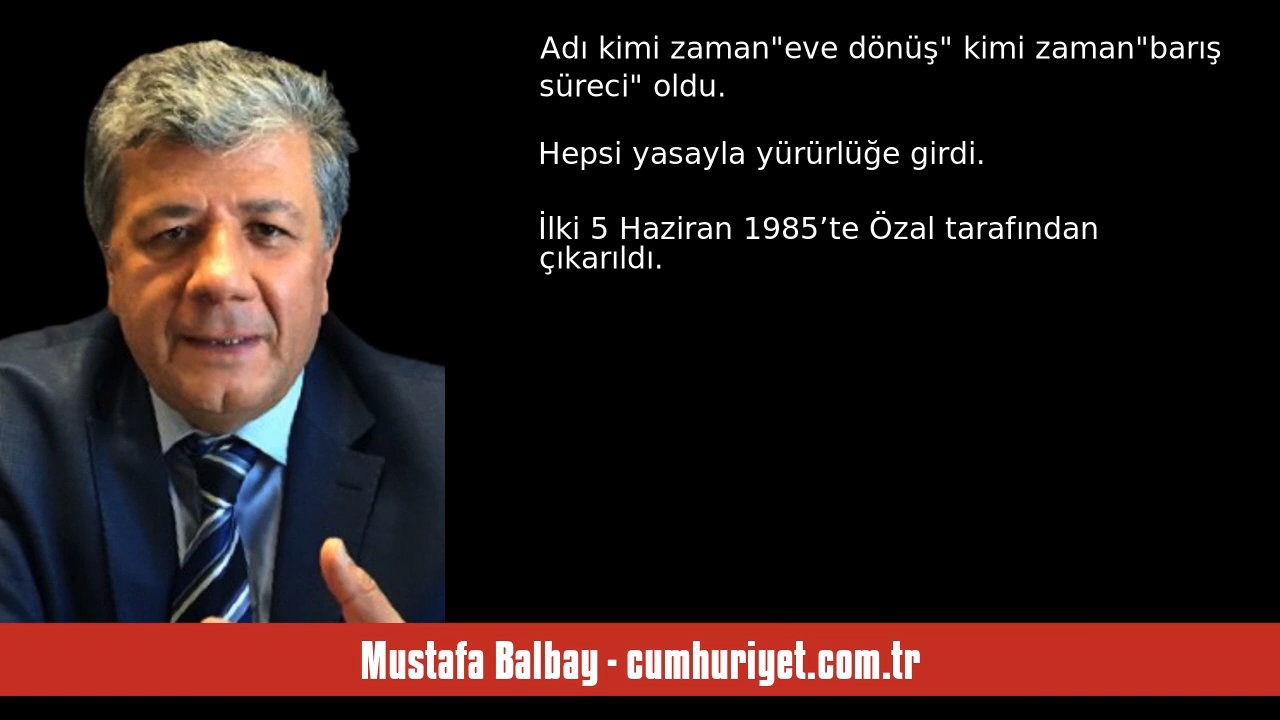 Adı kimi zaman"eve dönüş" kimi zaman"barış
süreci" oldu.
Hepsi yasayla yürürlüğe girdi.
İlki 5 Haziran 1985’te Özal tarafından
çıkarıldı.
Mustafa Balbay - cumhuriyet.com.tr